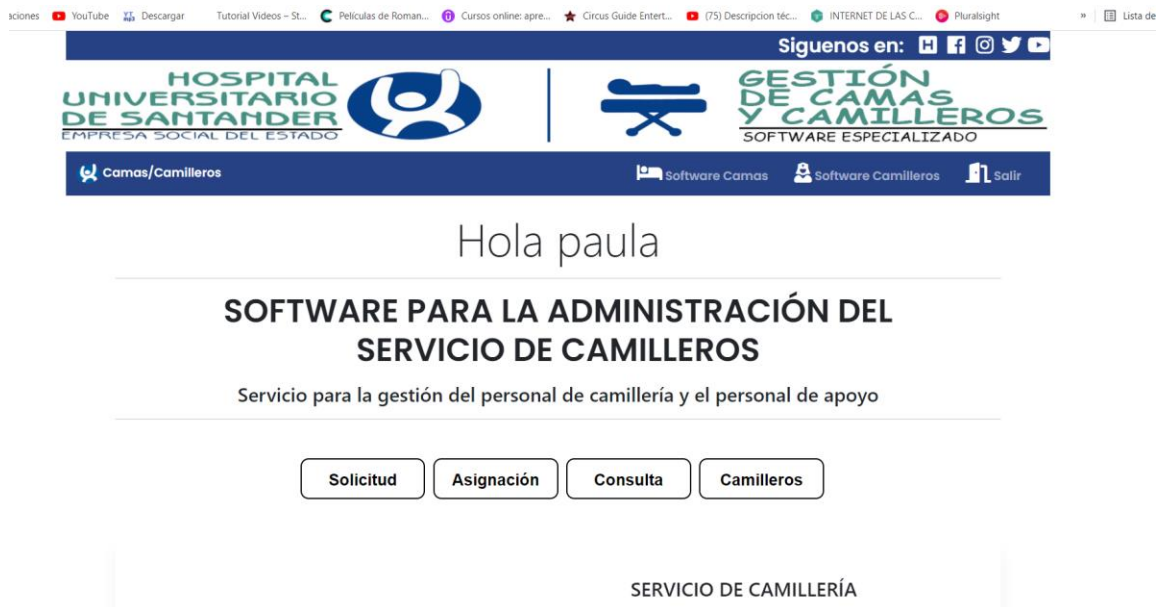 aciones YouTube Descargar Tutorial Videos – St... Películas de Roman... Cursos online: apre... Circus Guide Entert... (75) Descripcion téc... INTERNET DE LAS C... Pluralsight » Lista de
Siguenos en:
HOSPITAL
UNIVERSITARIO
DE SANTANDER
EMPRESA SOCIAL DEL ESTADO
GESTIÓN
DE CAMAS
Y CAMILLEROS
SOFTWARE ESPECIALIZADO
Camas/Camilleros Software Camas Software Camilleros Salir
Hola paula
SOFTWARE PARA LA ADMINISTRACIÓN DEL
SERVICIO DE CAMILLEROS
Servicio para la gestión del personal de camillería y el personal de apoyo
Solicitud Asignación Consulta Camilleros
SERVICIO DE CAMILLERÍA